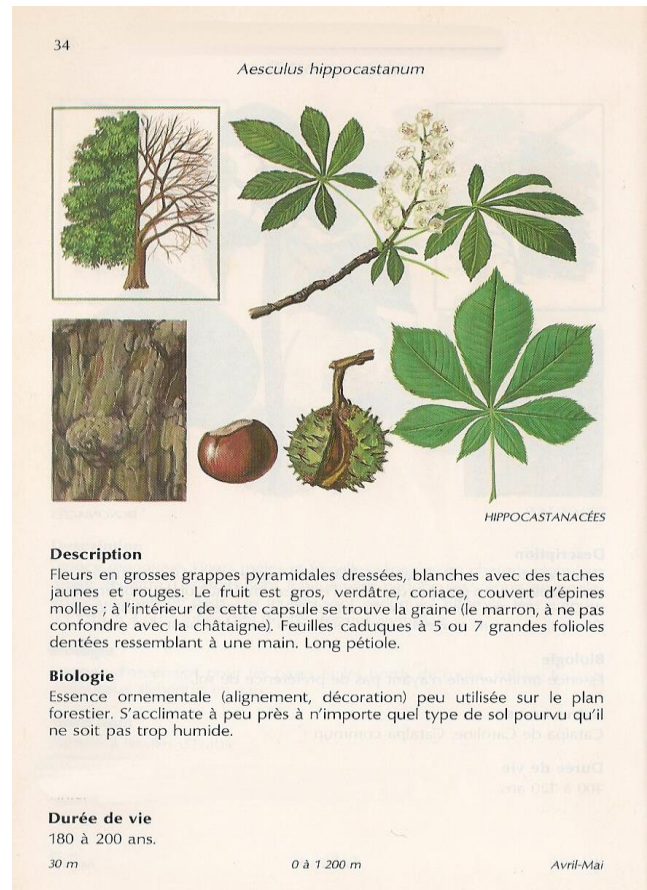 34
Aesculus hippocastanum
HIPPOCASTANACÉES
Description
Fleurs en grosses grappes pyramidales dressées, blanches avec des taches
jaunes et rouges. Le fruit est gros, verdâtre, coriace, couvert d'épines
molles ; à l'intérieur de cette capsule se trouve la graine (le marron, à ne pas
confondre avec la châtaigne). Feuilles caduques à 5 ou 7 grandes folioles
dentées ressemblant à une main. Long pétiole.
Biologie
Essence ornementale (alignement, décoration) peu utilisée sur le plan
forestier. S'acclimate à peu près à n'importe quel type de sol pourvu qu'il
ne soit pas trop humide.
Durée de vie
180 à 200 ans.
30 m 0 à 1 200 m Avril-Mai